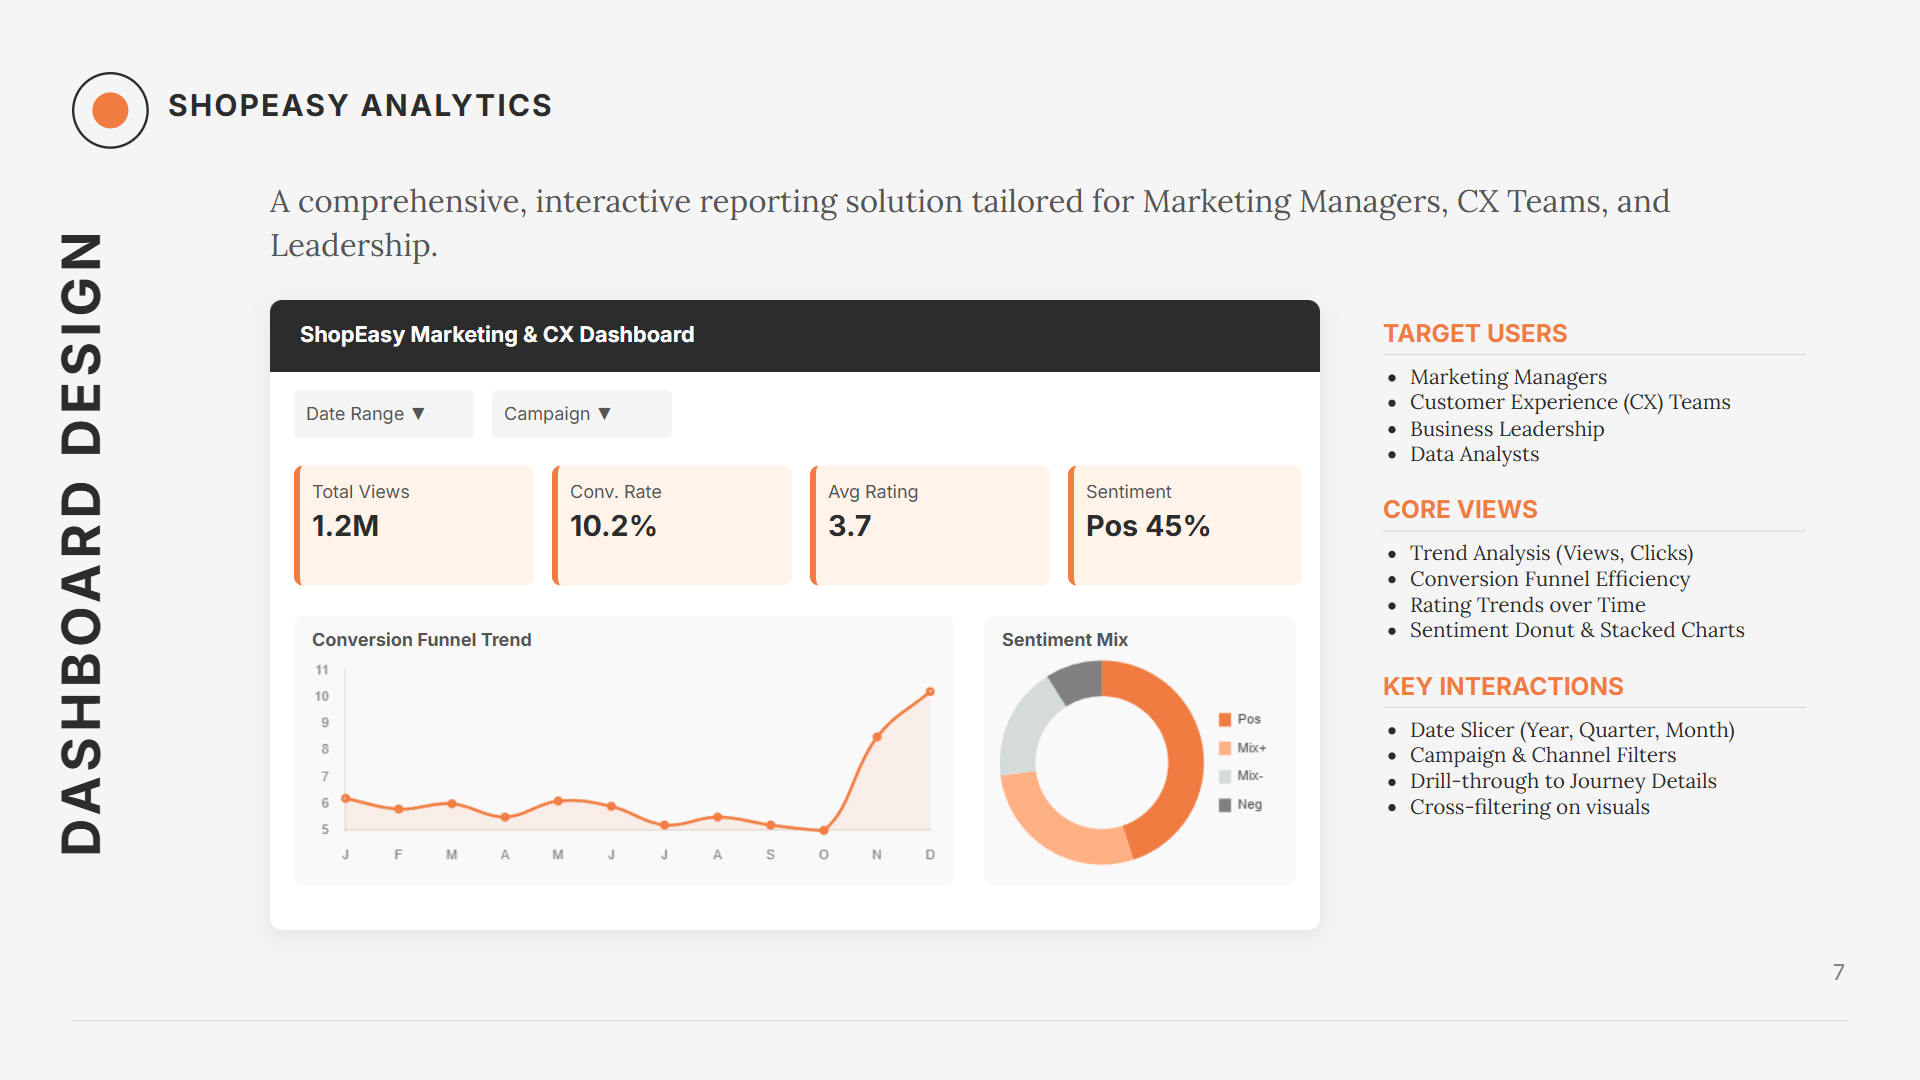 SHOPEASY ANALYTICS
DASHBOARD DESIGN
A comprehensive, interactive reporting solution tailored for Marketing Managers, CX Teams, and
Leadership.
ShopEasy Marketing & CX Dashboard
Date Range ▼
Campaign ▼
Total Views
1.2M
Conv. Rate
10.2%
Avg Rating
3.7
Sentiment
Pos 45%
Conversion Funnel Trend
11
10
9
8
7
6
5
J F M A M J J A S O N D
Sentiment Mix
Pos
Mix+
Mix-
Neg
TARGET USERS
• Marketing Managers
• Customer Experience (CX) Teams
• Business Leadership
• Data Analysts
CORE VIEWS
• Trend Analysis (Views, Clicks)
• Conversion Funnel Efficiency
• Rating Trends over Time
• Sentiment Donut & Stacked Charts
KEY INTERACTIONS
• Date Slicer (Year, Quarter, Month)
• Campaign & Channel Filters
• Drill-through to Journey Details
• Cross-filtering on visuals
7